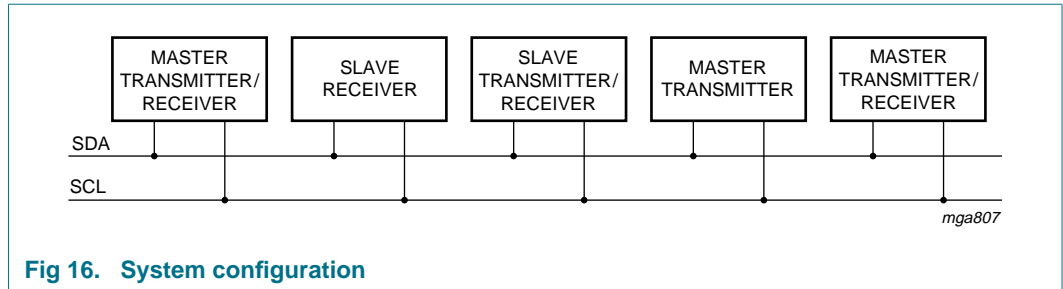 MASTER
TRANSMITTER/
RECEIVER
SLAVE
RECEIVER
SLAVE
TRANSMITTER/
RECEIVER
MASTER
TRANSMITTER
MASTER
TRANSMITTER/
RECEIVER
SDA
SCL
mga807
Fig 16. System configuration